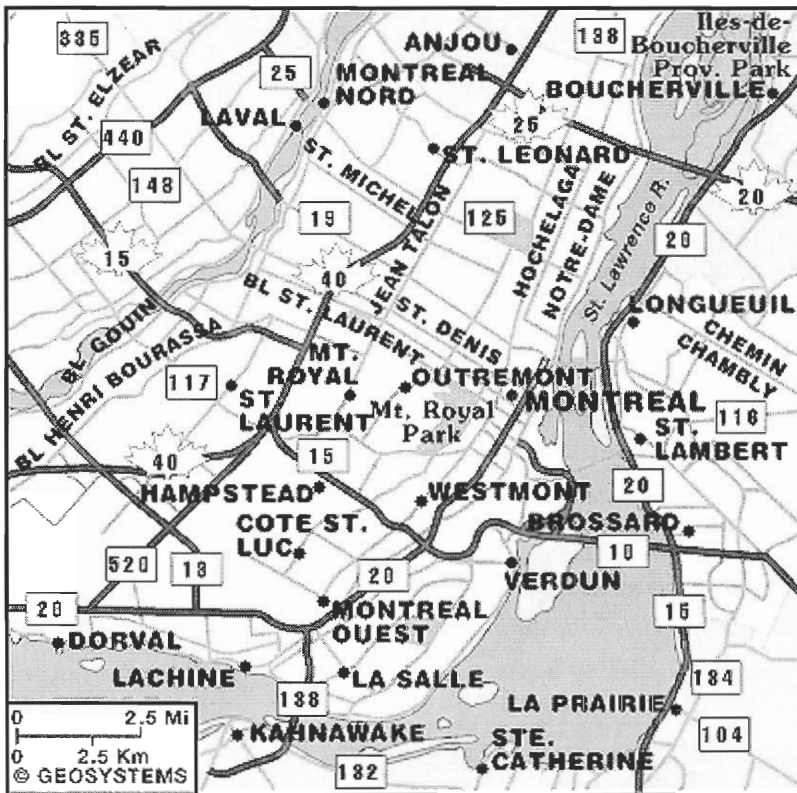 335
138
Iles-de-
Boucherville
Prov. Park
ANJOU
25
MONTREAL
NORD
BOUCHERVILLE
BL ST. ELZEAR
LAVAL
440
25
ST. LEONARD
148
ST. MICHEL
20
19
125
HOCHELAGA
NOTRE-DAME
St. Lawrence R.
20
15
40
JEAN TALON
BL ST. LAURENT
ST. DENIS
LONGUEUIL
CHEMIN
CHAMBLY
BL GOUIN
BL HENRI BOURASSA
117
MT.
ROYAL
OUTREMONT
ST.
LAURENT
Mt. Royal
Park
MONTREAL
116
ST.
LAMBERT
40
15
20
HAMPSTEAD
WESTMONT
COTE ST.
LUC
BROSSARD
520
13
20
10
VERDUN
20
MONTREAL
OUEST
15
DORVAL
LACHINE
LA SALLE
134
138
LA PRAIRIE
104
KAHNAWAKE
STE.
CATHERINE
132
0 2.5 Mi
0 2.5 Km
© GEOSYSTEMS